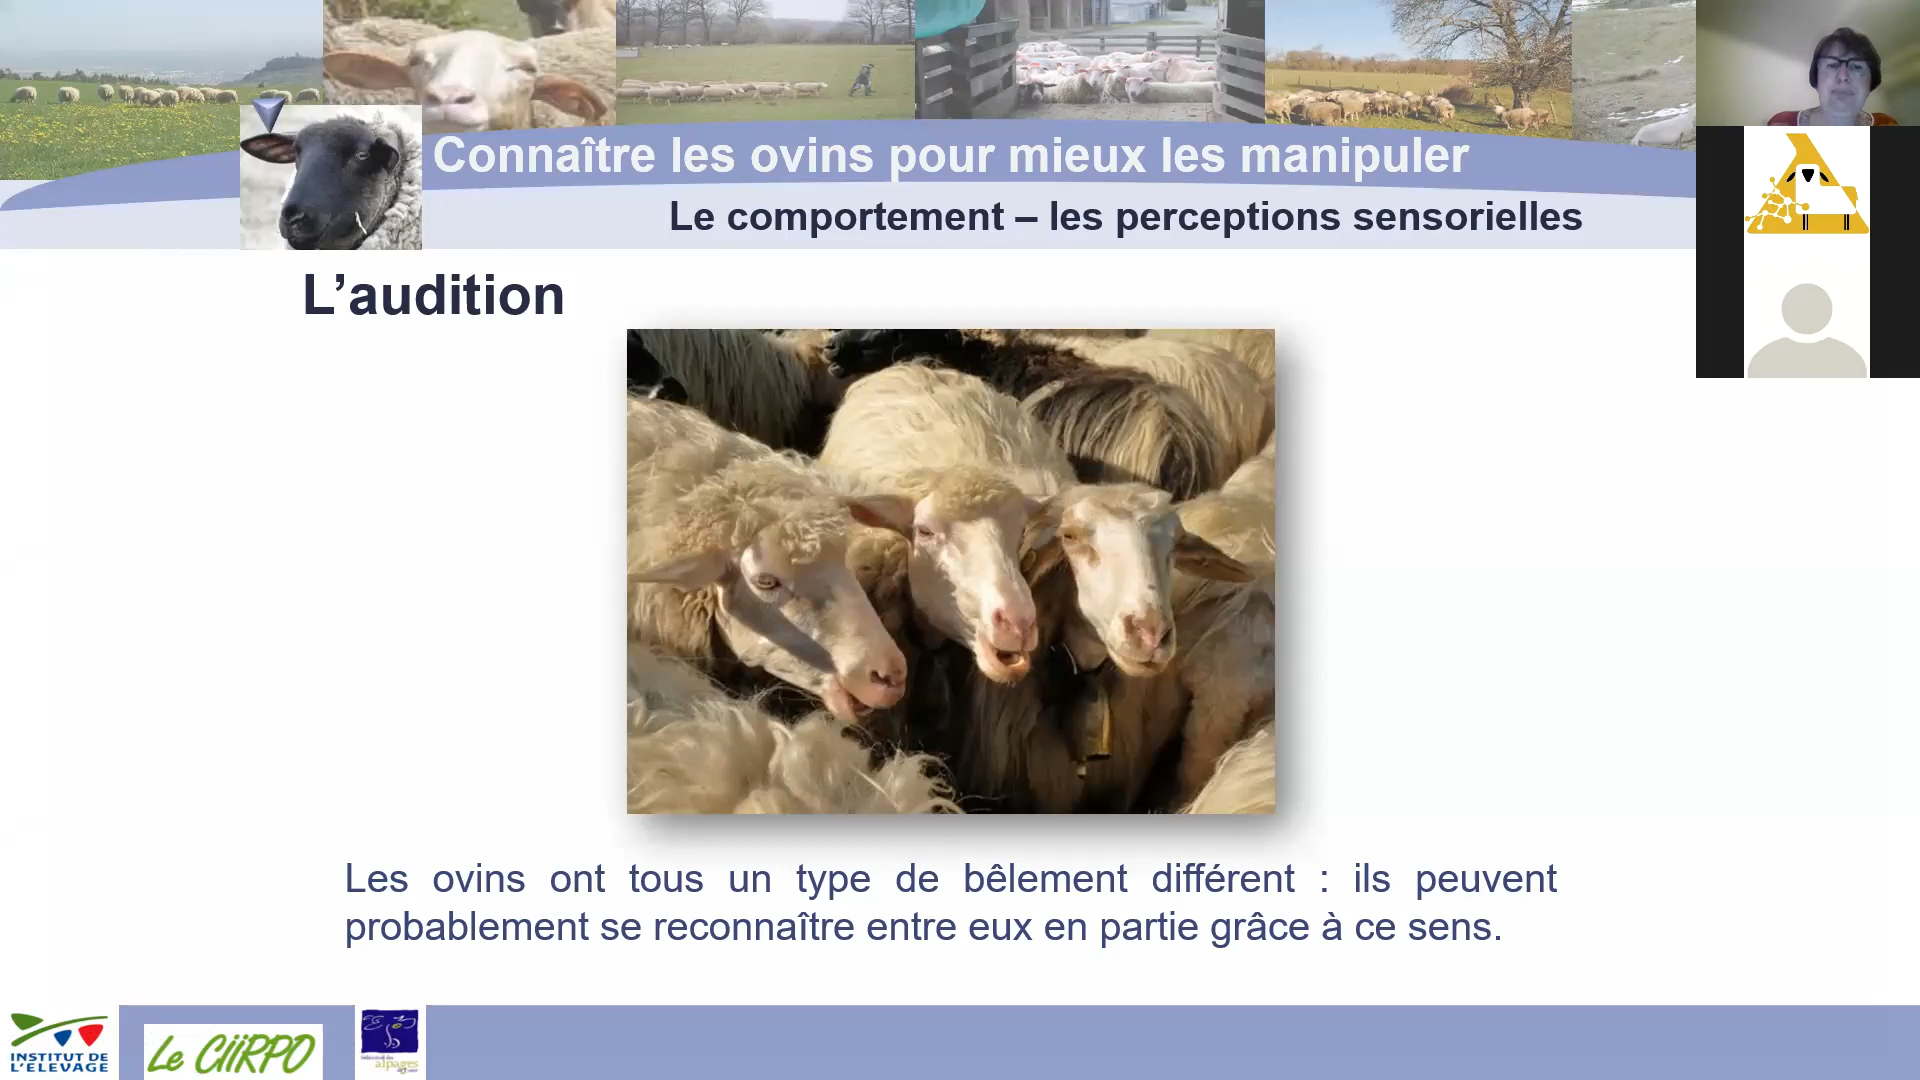 Connaître les ovins pour mieux les manipuler
Le comportement – les perceptions sensorielles
L’audition
Les ovins ont tous un type de bêlement différent : ils peuvent
probablement se reconnaître entre eux en partie grâce à ce sens.
INSTITUT DE
L'ELEVAGE
Le CIIRPO
alpages